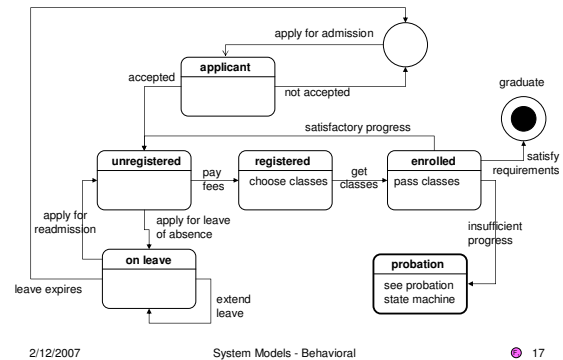 apply for admission
applicant
accepted
not accepted
graduate
satisfactory progress
unregistered
pay
fees
registered
choose classes
get
classes
enrolled
pass classes
satisfy
requirements
apply for
readmission
apply for leave
of absence
insufficient
progress
on leave
leave expires
extend
leave
probation
see probation
state machine
2/12/2007
System Models - Behavioral
17